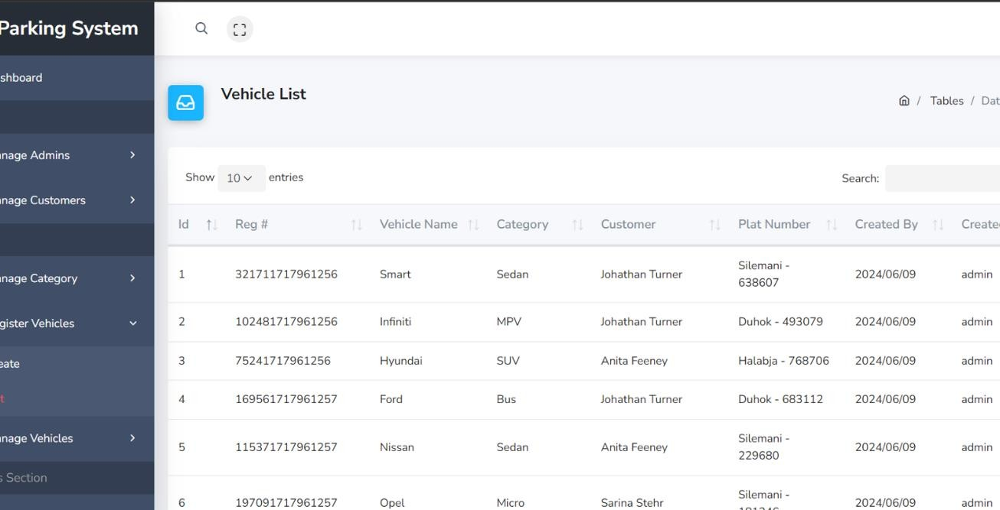 Parking System
shboard
nage Admins
nage Customers
nage Category
gister Vehicles
eate
t
nage Vehicles
s Section
Vehicle List
/ Tables / Dat
Show 10 entries
Search:
Id Reg # Vehicle Name Category Customer Plat Number Created By Create
1 321711717961256 Smart Sedan Johathan Turner Silemani -
638607 2024/06/09 admin
2 102481717961256 Infiniti MPV Johathan Turner Duhok - 493079 2024/06/09 admin
3 75241717961256 Hyundai SUV Anita Feeney Halabja - 768706 2024/06/09 admin
4 169561717961257 Ford Bus Johathan Turner Duhok - 683112 2024/06/09 admin
5 115371717961257 Nissan Sedan Anita Feeney Silemani -
229680 2024/06/09 admin
6 197091717961257 Opel Micro Sarina Stehr Silemani -
2024/06/09 admin